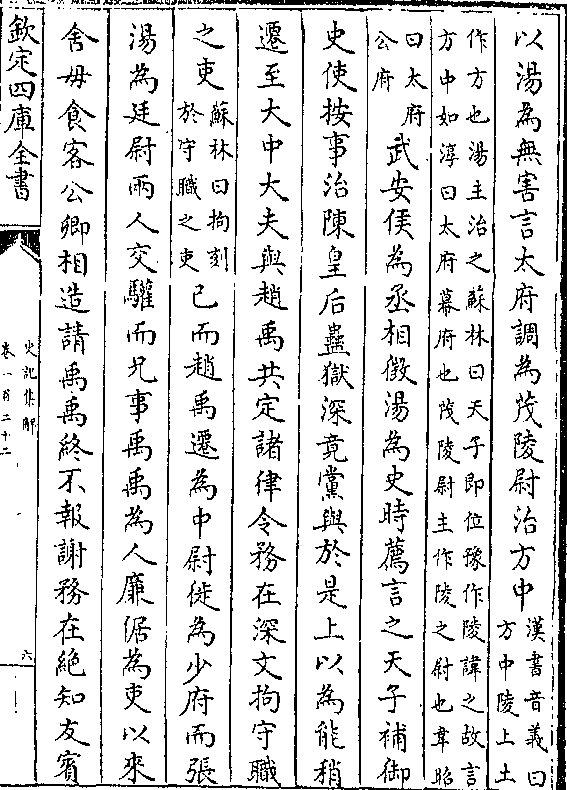 以湯為無害言太府調為茂陵尉治方中漢書音義曰
方中陵上土
作方也湯主治之蘇林曰天子即位豫作陵諱之故言
方中如淳曰太府幕府也茂陵尉主作陵之尉也韋昭
曰太府
公府
武安侯為丞相徵湯為史時薦言之天子補御
史使按事治陳皇后蠱獄深竟黨與於是上以為能稍
遷至大中大夫與趙禹共定諸律令務在深文拘守職
之吏蘇林曰拘刻
於守職之吏
已而趙禹遷為中尉徙為少府而張
湯為廷尉兩人交驩而兄事禹禹為人廉倨為吏以來
舍毋食客公卿相造請禹禹終不報謝務在絕知友賓
欽定四庫全書
史記集解
卷一百二十二
六